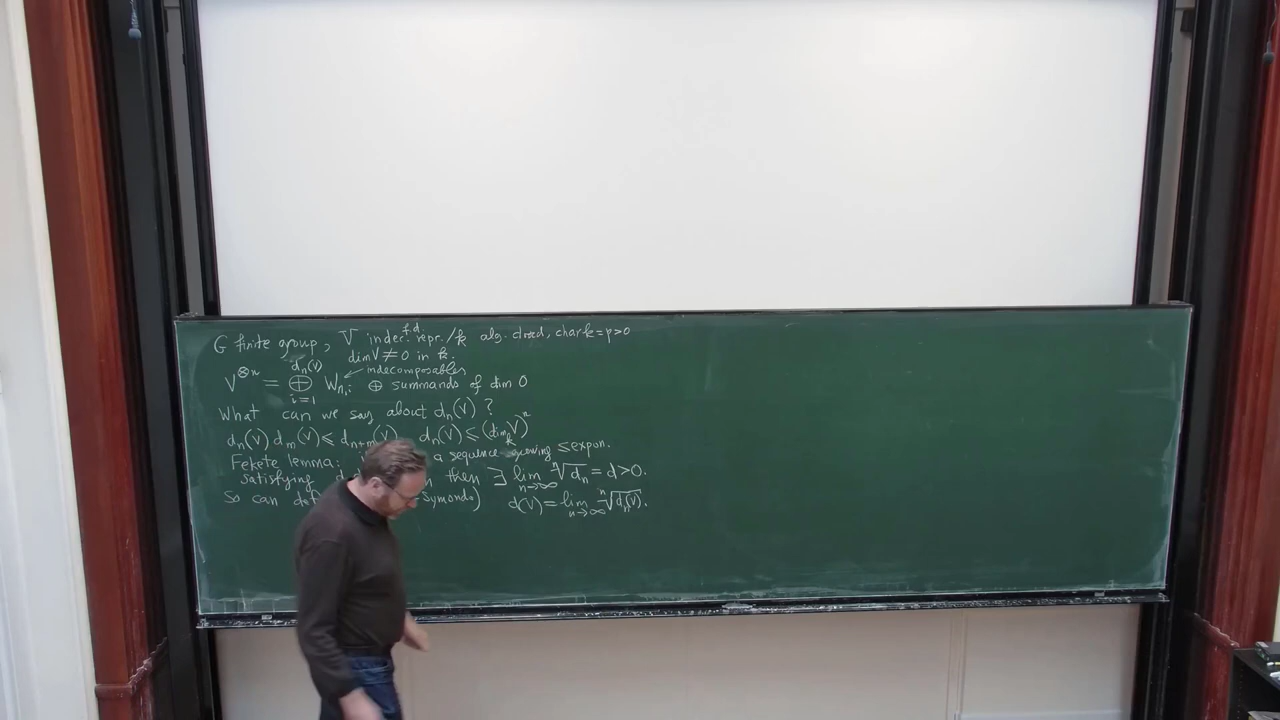 G finite group, V indec. f.d. repr./k alg. closed, char k = p>0
dim V ≠ 0 in k.
V^{⊗n} = ⊕_{i=1}^{d_n(V)} W_{n,i} ⊕ summands of dim 0
indecomposables
What can we say about d_n(V) ?
d_n(V) d_m(V) ⩽ d_{n+m}(V) d_n(V) ⩽ (dim_k V)^n
Fekete lemma: a sequence growing ⩽ expon.
satisfying then ∃ lim_{n→∞} ⁿ√d_n = d>0.
So can Symonds) d(V) = lim_{n→∞} ⁿ√d_n(V).